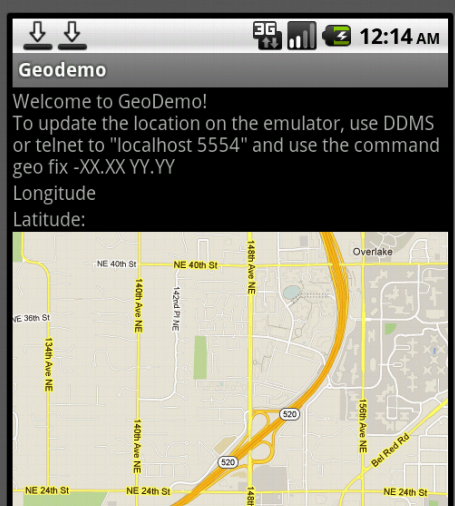 3G 12:14 AM
Geodemo
Welcome to GeoDemo!
To update the location on the emulator, use DDMS
or telnet to "localhost 5554" and use the command
geo fix -XX.XX YY.YY
Longitude
Latitude:
Overlake
NE 40th St
NE 40th St
148th Ave NE
140th Ave NE
142nd Pl NE
NE 36th St
134th Ave NE
520
156th Ave NE
140th Ave NE
Bel Red Rd
520
NE 24th St
NE 24th St
148th
NE 24th St